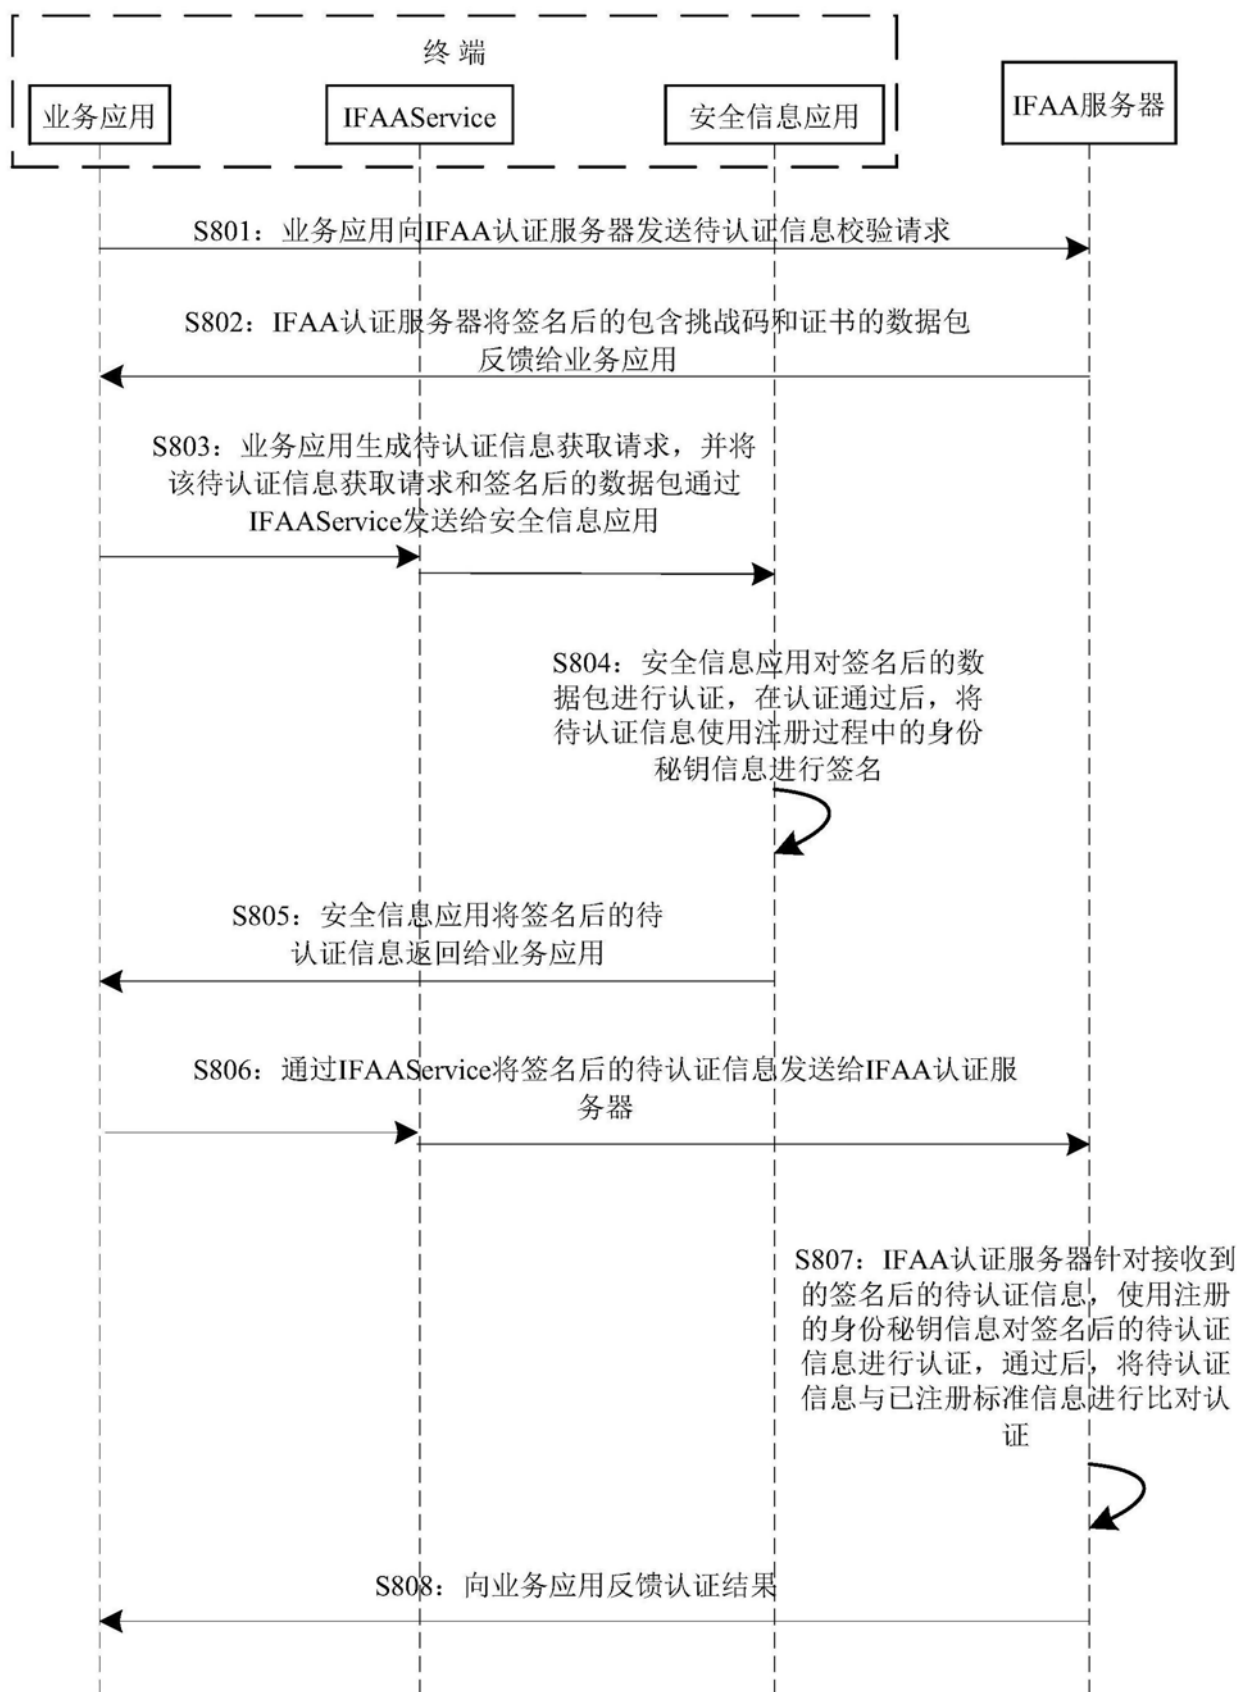 终 端
业务应用
IFAAService
安全信息应用
IFAA服务器
S801：业务应用向IFAA认证服务器发送待认证信息校验请求
S802：IFAA认证服务器将签名后的包含挑战码和证书的数据包
反馈给业务应用
S803：业务应用生成待认证信息获取请求，并将
该待认证信息获取请求和签名后的数据包通过
IFAAService发送给安全信息应用
S804：安全信息应用对签名后的数
据包进行认证，在认证通过后，将
待认证信息使用注册过程中的身份
秘钥信息进行签名
S805：安全信息应用将签名后的待
认证信息返回给业务应用
S806：通过IFAAService将签名后的待认证信息发送给IFAA认证服
务器
S807：IFAA认证服务器针对接收到
的签名后的待认证信息，使用注册
的身份秘钥信息对签名后的待认证
信息进行认证，通过后，将待认证
信息与已注册标准信息进行比对认
证
S808：向业务应用反馈认证结果